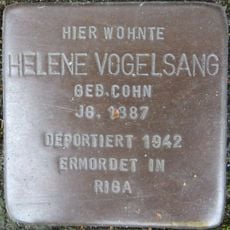 HIER WOHNTE
HELENE VOGELSANG
GEB. COHN
JG. 1887
DEPORTIERT 1942
ERMORDET IN
RIGA